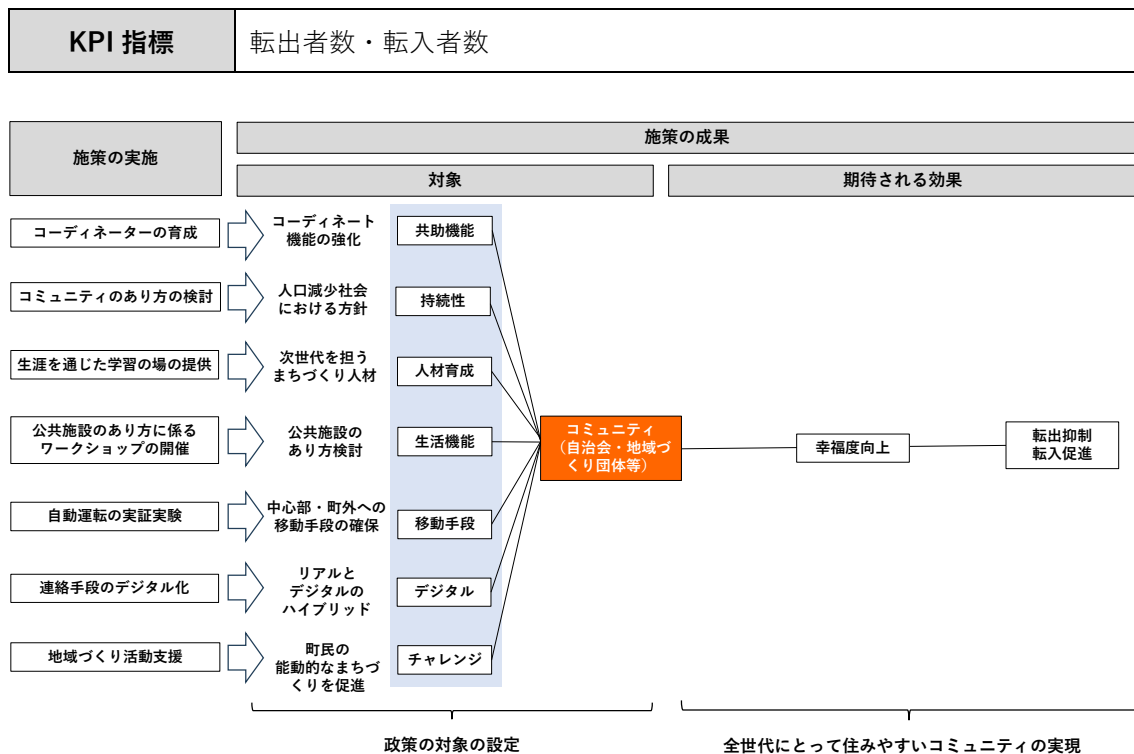 KPI 指標
転出者数・転入者数
施策の実施
施策の成果
対象
期待される効果
コーディネーターの育成
コーディネート
機能の強化
共助機能
コミュニティのあり方の検討
人口減少社会
における方針
持続性
生涯を通じた学習の場の提供
次世代を担う
まちづくり人材
人材育成
公共施設のあり方に係る
ワークショップの開催
公共施設の
あり方検討
生活機能
コミュニティ
（自治会・地域づ
くり団体等）
幸福度向上
転出抑制
転入促進
自動運転の実証実験
中心部・町外への
移動手段の確保
移動手段
連絡手段のデジタル化
リアルと
デジタルの
ハイブリッド
デジタル
地域づくり活動支援
町民の
能動的なまちづ
くりを促進
チャレンジ
政策の対象の設定
全世代にとって住みやすいコミュニティの実現